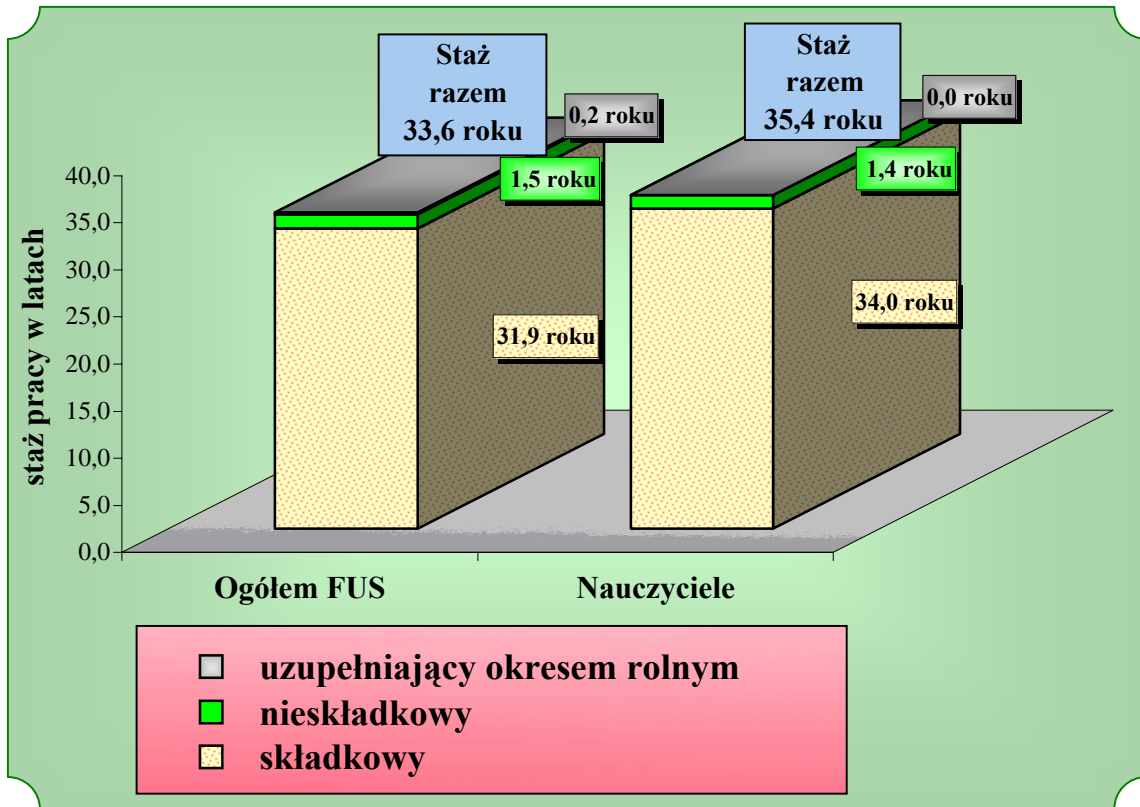 Staż
razem
33,6 roku
0,2 roku
1,5 roku
31,9 roku
Staż
razem
35,4 roku
0,0 roku
1,4 roku
34,0 roku
staż pracy w latach
40,0
35,0
30,0
25,0
20,0
15,0
10,0
5,0
0,0
Ogółem FUS
Nauczyciele
uzupełniający okresem rolnym
nieskładkowy
składkowy